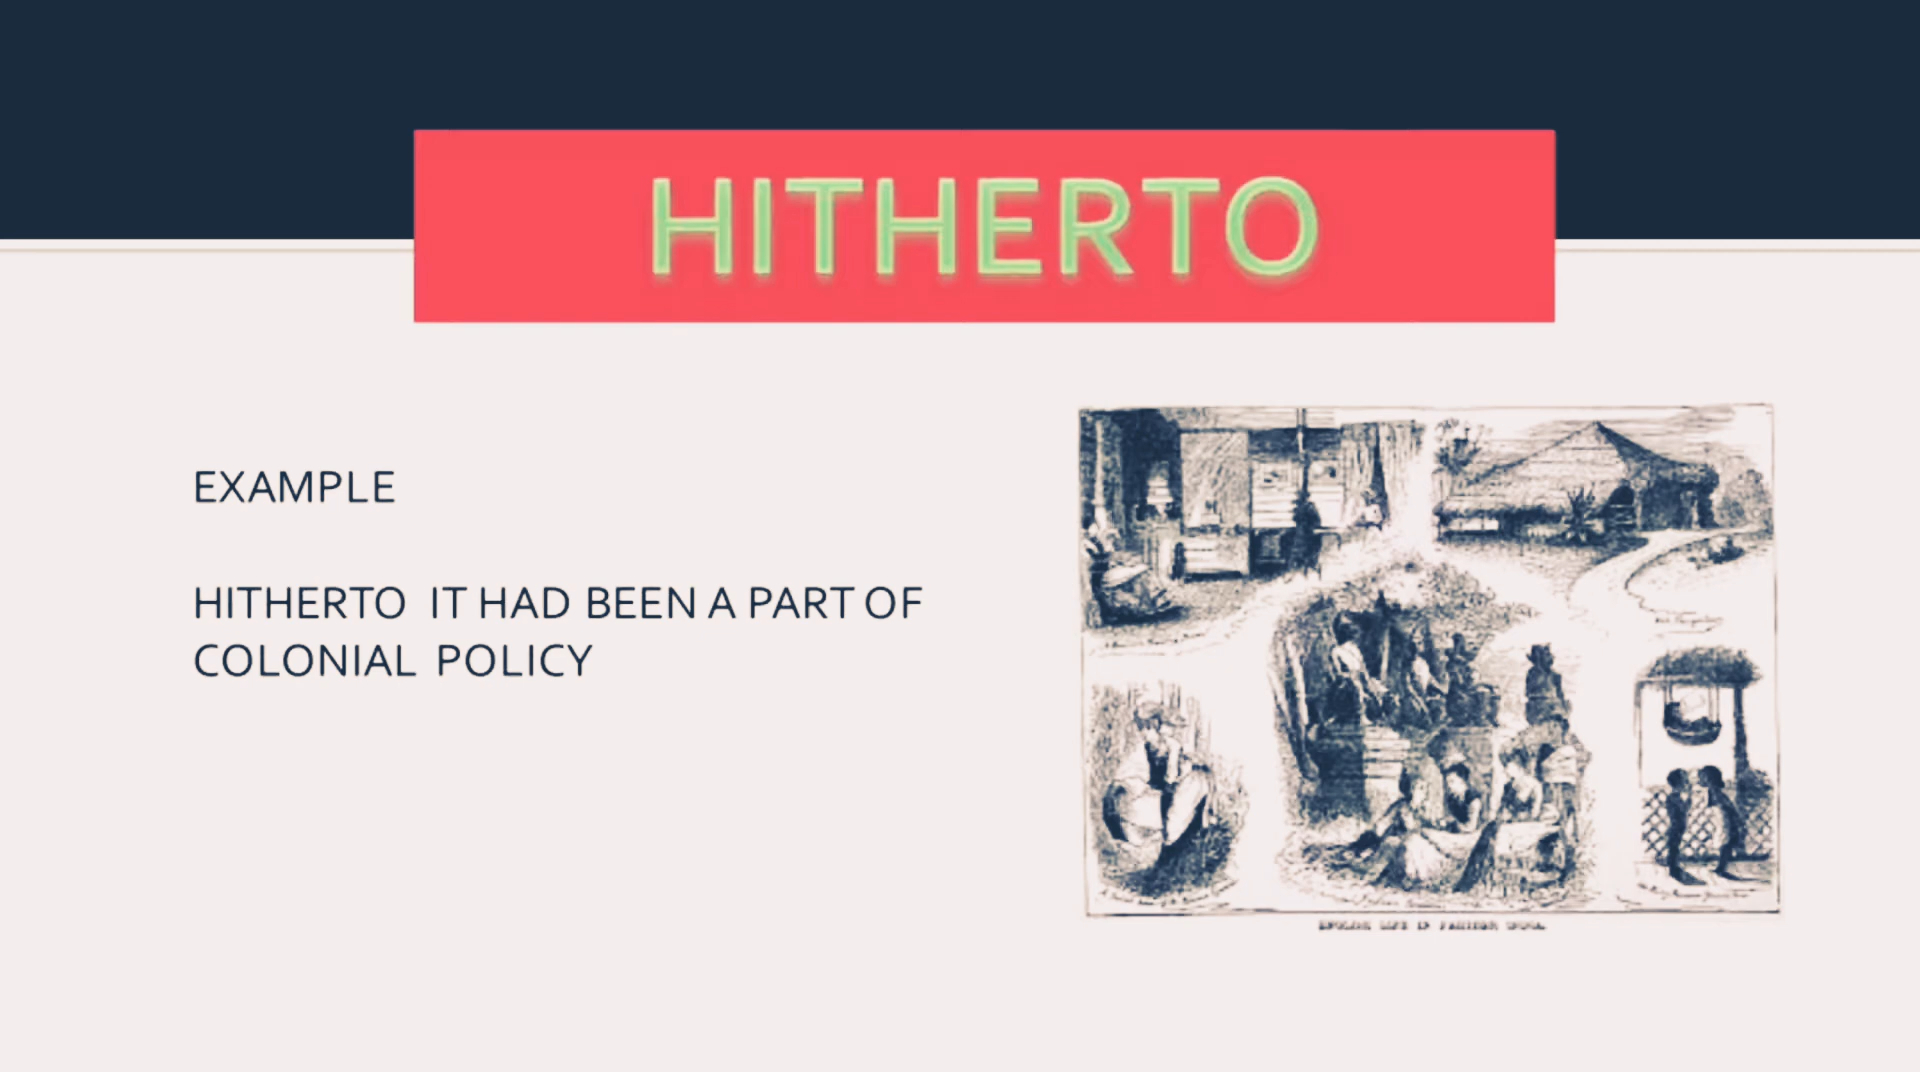 HITHERTO
EXAMPLE
HITHERTO IT HAD BEEN A PART OF
COLONIAL POLICY